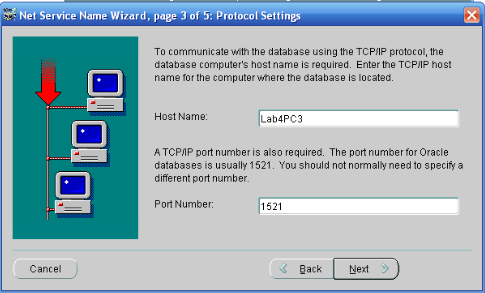 Net Service Name Wizard, page 3 of 5: Protocol Settings
To communicate with the database using the TCP/IP protocol, the
database computer's host name is required. Enter the TCP/IP host
name for the computer where the database is located.
Host Name:
Lab4PC3
A TCP/IP port number is also required. The port number for Oracle
databases is usually 1521. You should not normally need to specify a
different port number.
Port Number:
1521
Cancel
Back
Next